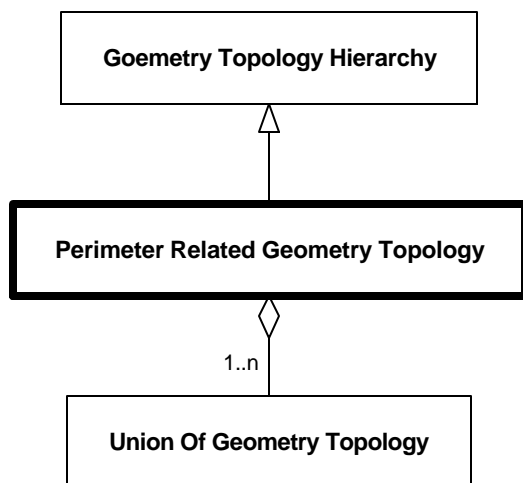 Goemetry Topology Hierarchy
Perimeter Related Geometry Topology
1..n
Union Of Geometry Topology